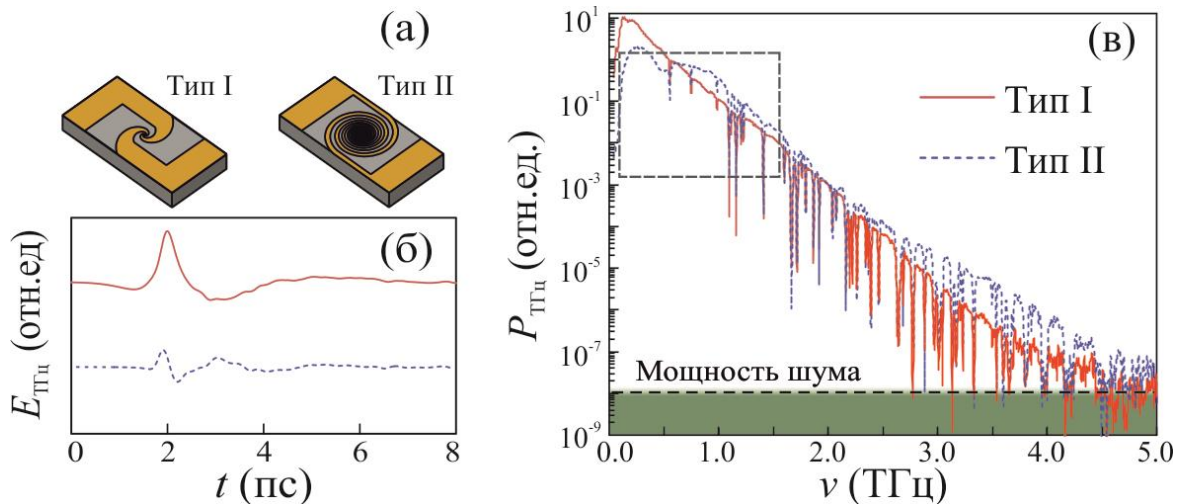 (а)
Тип I
Тип II
(б)
E_ТГц (отн.ед)
0
2
4
6
8
t (пс)
(в)
Тип I
Тип II
Мощность шума
P_ТГц (отн.ед.)
10^1
10^-1
10^-3
10^-5
10^-7
10^-9
0.0
1.0
2.0
3.0
4.0
5.0
ν (ТГц)